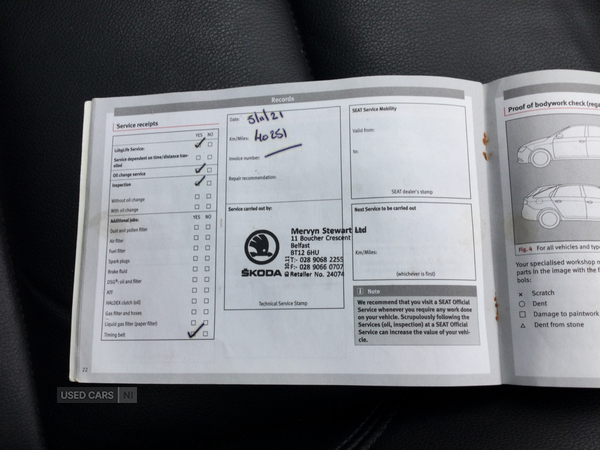 Records
Service receipts
YES NO
LongLife Service:
Service dependent on time/distance travelled
Oil change service
Inspection
Without oil change
With oil change
Additional jobs: YES NO
Dust and pollen filter
Air filter
Fuel filter
Spark plugs
Brake fluid
DSG®: oil and filter
ATF
HALDEX clutch (oil)
Gas filter and hoses
Liquid gas filter (paper filter)
Timing belt
22
Date: 5/11/21
Km/Miles: 40251
Invoice number:
Repair recommendation:
Service carried out by:
Mervyn Stewart Ltd
11 Boucher Crescent
Belfast
BT12 6HU
T:- 028 9068 2255
F:- 028 9066 0707
Retailer No. 24074
ŠKODA
Technical Service Stamp
SEAT Service Mobility
Valid from:
to:
SEAT dealer's stamp
Next Service to be carried out
Km/Miles:
(whichever is first)
Note
We recommend that you visit a SEAT Official
Service whenever you require any work done
on your vehicle. Scrupulously following the
Services (oil, inspection) at a SEAT Official
Service can increase the value of your vehi-
cle.
Proof of bodywork check (rega
Fig. 4 For all vehicles and type
Your specialised workshop m
parts in the image with the f
bols:
× Scratch
○ Dent
□ Damage to paintwork
△ Dent from stone
USED CARS NI